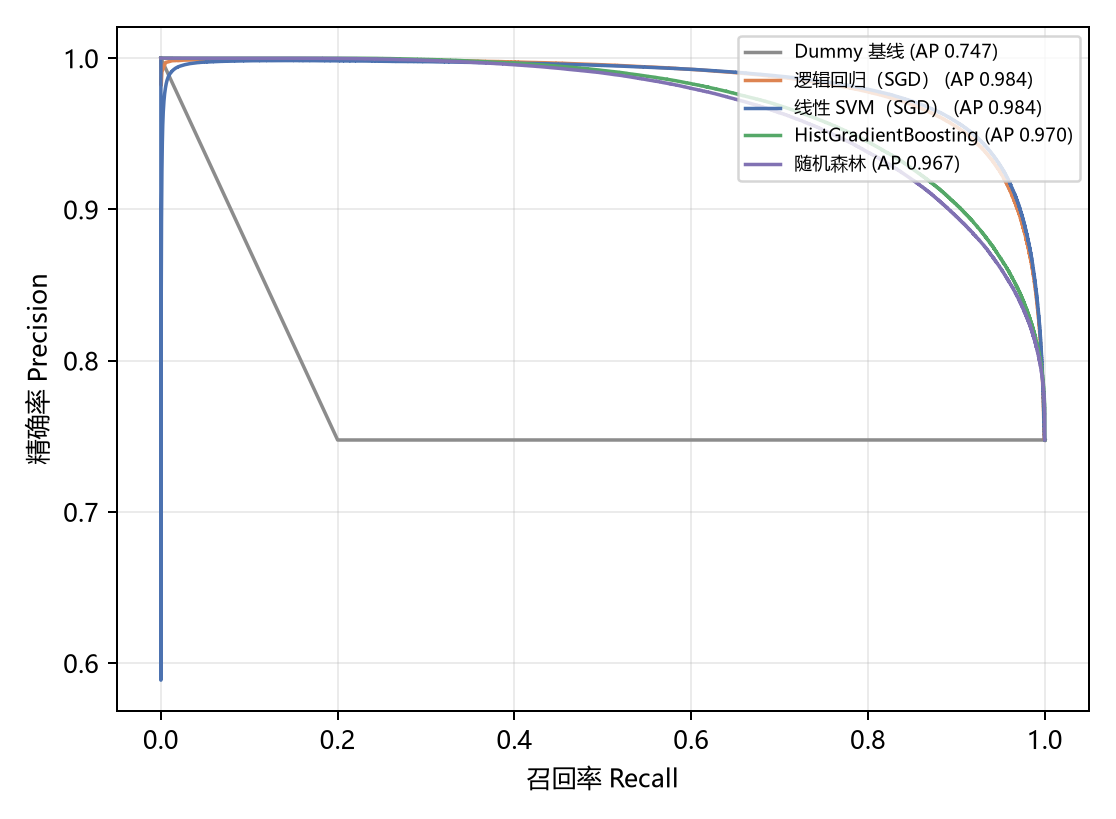 1.0
0.9
0.8
0.7
0.6
精确率 Precision
Dummy 基线 (AP 0.747)
逻辑回归（SGD） (AP 0.984)
线性 SVM（SGD） (AP 0.984)
HistGradientBoosting (AP 0.970)
随机森林 (AP 0.967)
0.0 0.2 0.4 0.6 0.8 1.0
召回率 Recall